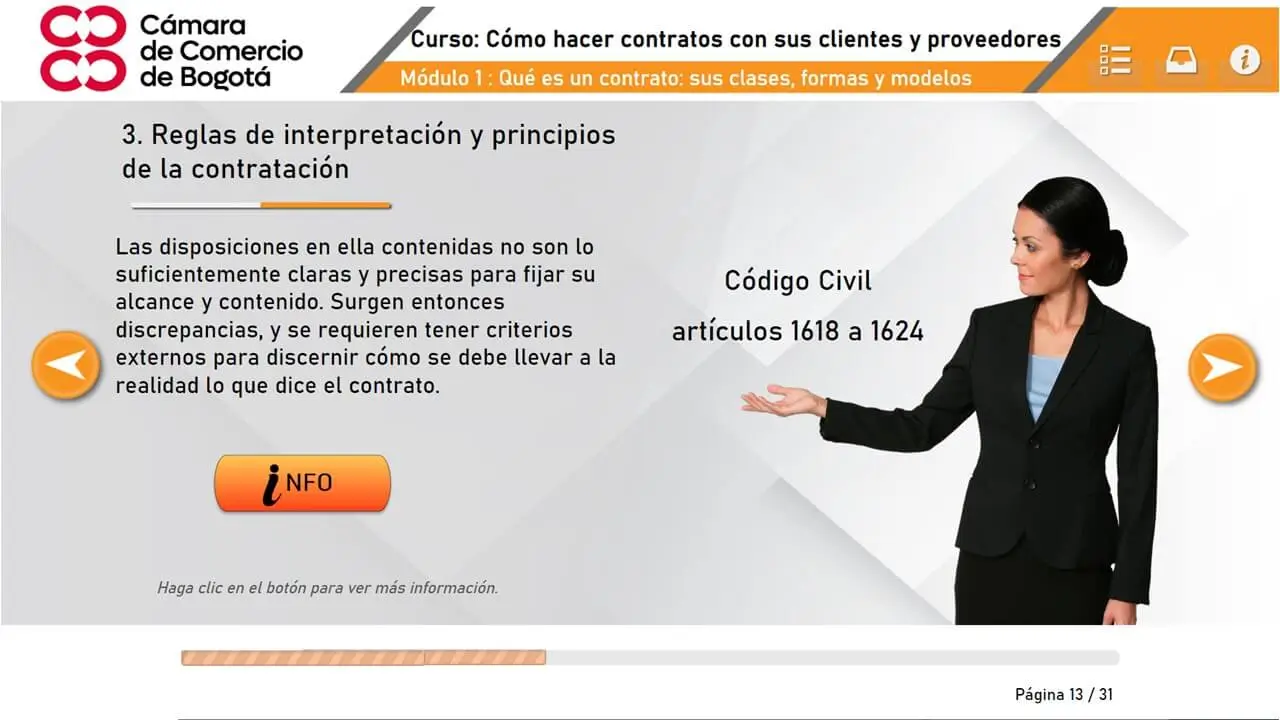 Cámara
de Comercio
de Bogotá
Curso: Cómo hacer contratos con sus clientes y proveedores
Módulo 1 : Qué es un contrato: sus clases, formas y modelos
i
3. Reglas de interpretación y principios
de la contratación
Las disposiciones en ella contenidas no son lo
suficientemente claras y precisas para fijar su
alcance y contenido. Surgen entonces
discrepancias, y se requieren tener criterios
externos para discernir cómo se debe llevar a la
realidad lo que dice el contrato.
Código Civil
artículos 1618 a 1624
iNFO
Haga clic en el botón para ver más información.
Página 13 / 31